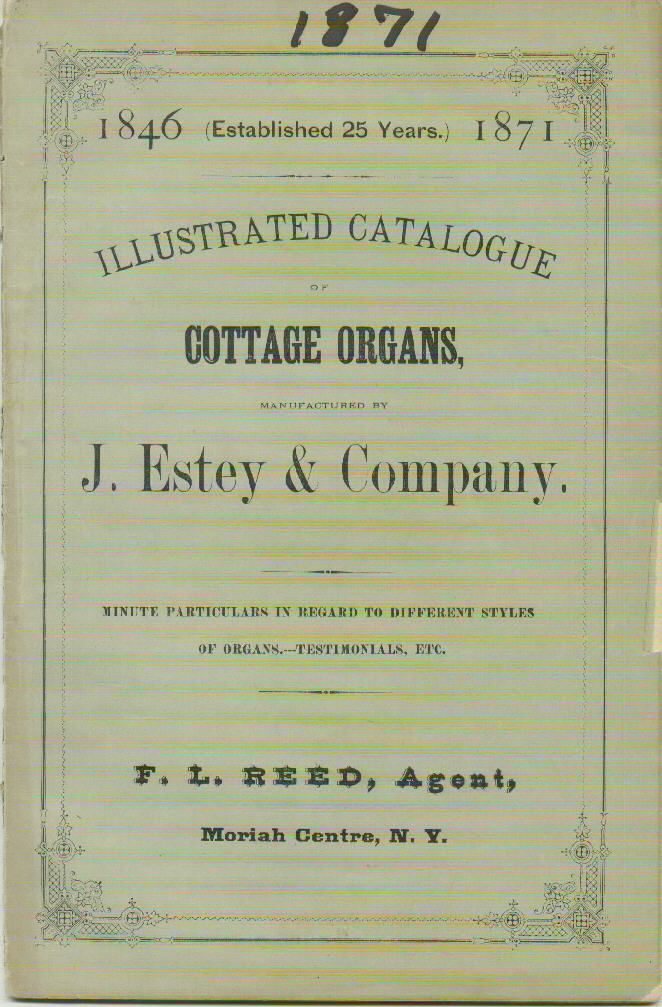 1871
1846 (Established 25 Years.) 1871
ILLUSTRATED CATALOGUE
OF
COTTAGE ORGANS,
MANUFACTURED BY
J. Estey & Company.
MINUTE PARTICULARS IN REGARD TO DIFFERENT STYLES
OF ORGANS.--TESTIMONIALS, ETC.
F. L. REED, Agent,
Moriah Centre, N. Y.